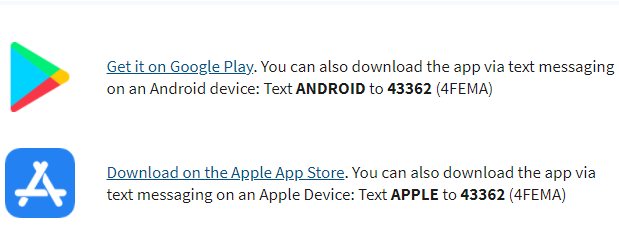 Get it on Google Play. You can also download the app via text messaging
on an Android device: Text ANDROID to 43362 (4FEMA)
Download on the Apple App Store. You can also download the app via
text messaging on an Apple Device: Text APPLE to 43362 (4FEMA)